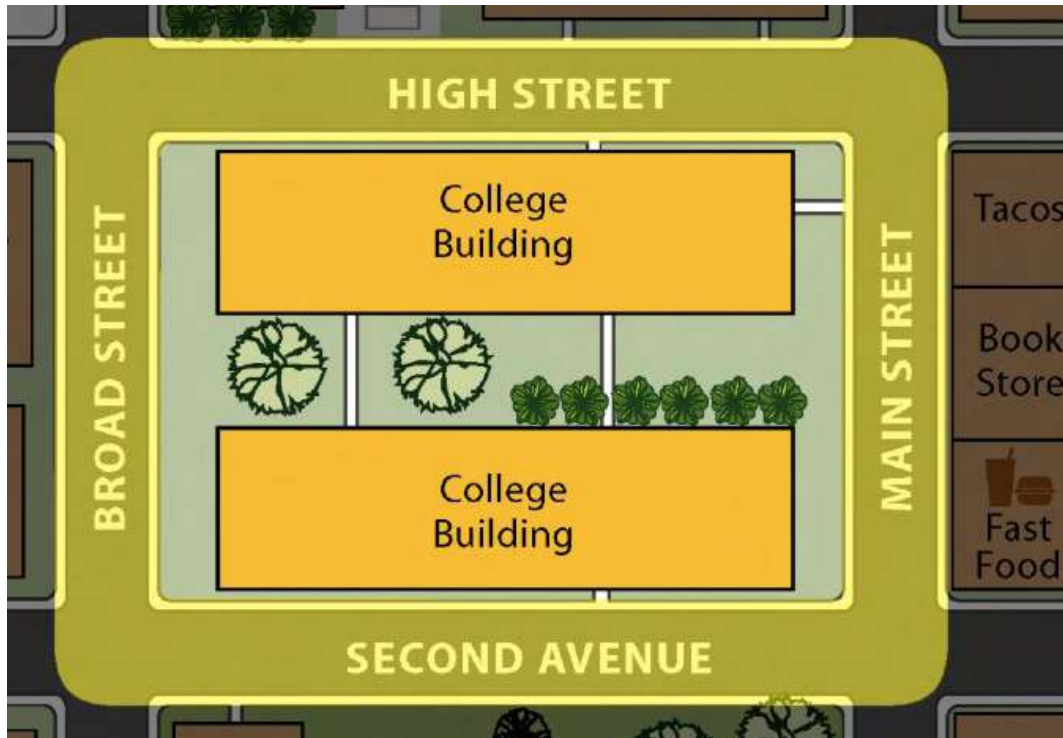 HIGH STREET
College
Building
BROAD STREET
MAIN STREET
Tacos
Book
Store
College
Building
Fast
Food
SECOND AVENUE